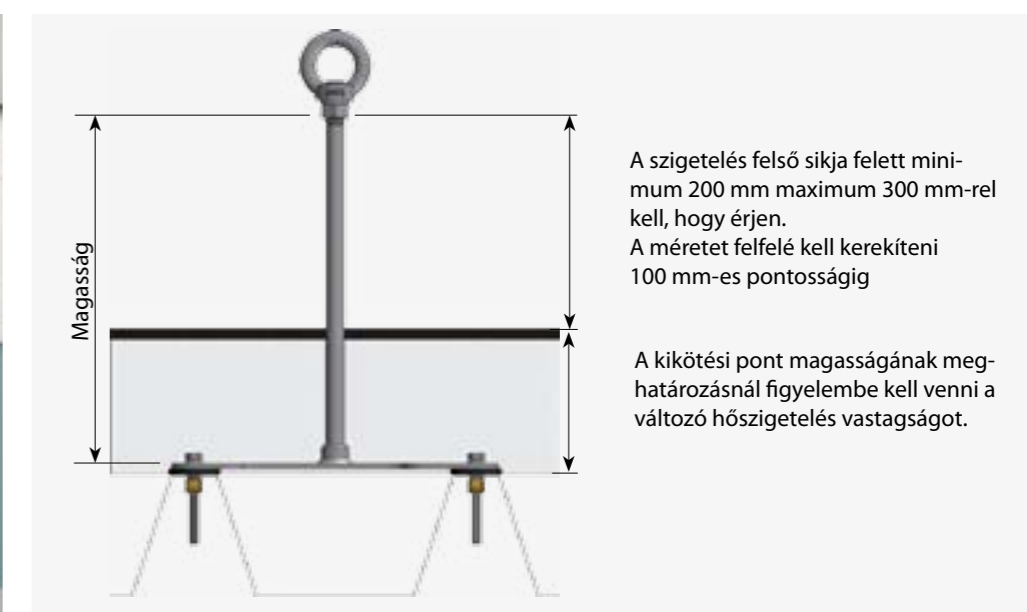 A szigetelés felső sikja felett mini-
mum 200 mm maximum 300 mm-rel
kell, hogy érjen.
A méretet felfelé kell kerekíteni
100 mm-es pontosságig
Magasság
A kikötési pont magasságának meg-
határozásnál figyelembe kell venni a
változó hőszigetelés vastagságot.